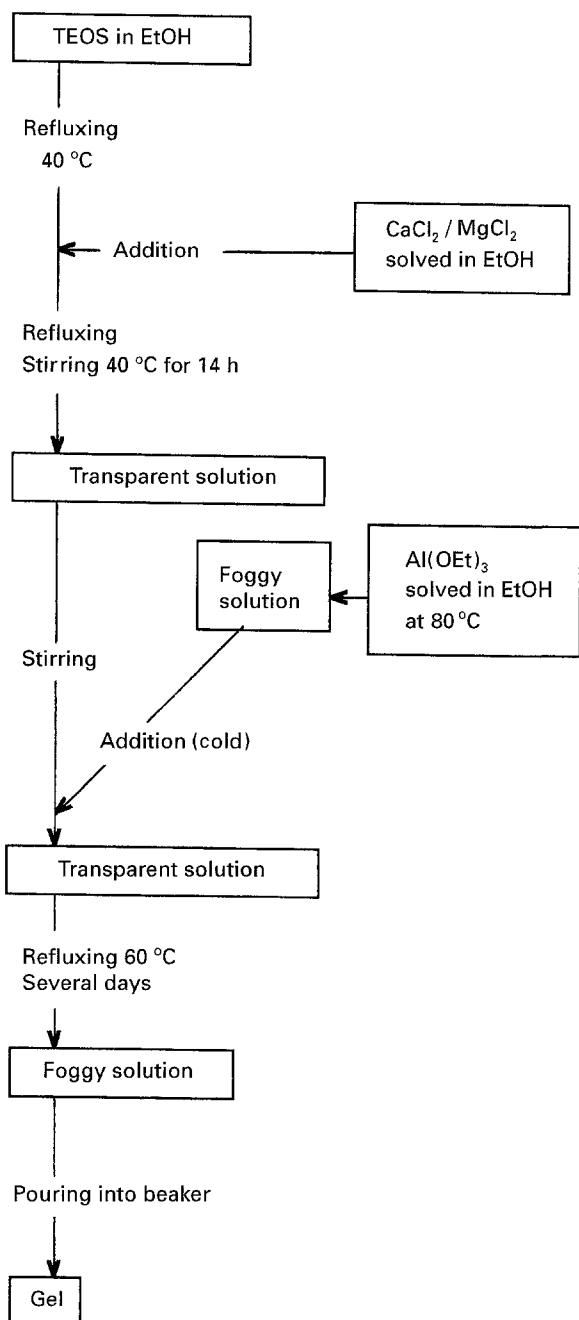 TEOS in EtOH
Refluxing
40 °C
Addition
CaCl₂ / MgCl₂
solved in EtOH
Refluxing
Stirring 40 °C for 14 h
Transparent solution
Foggy
solution
Al(OEt)₃
solved in EtOH
at 80 °C
Stirring
Addition (cold)
Transparent solution
Refluxing 60 °C
Several days
Foggy solution
Pouring into beaker
Gel